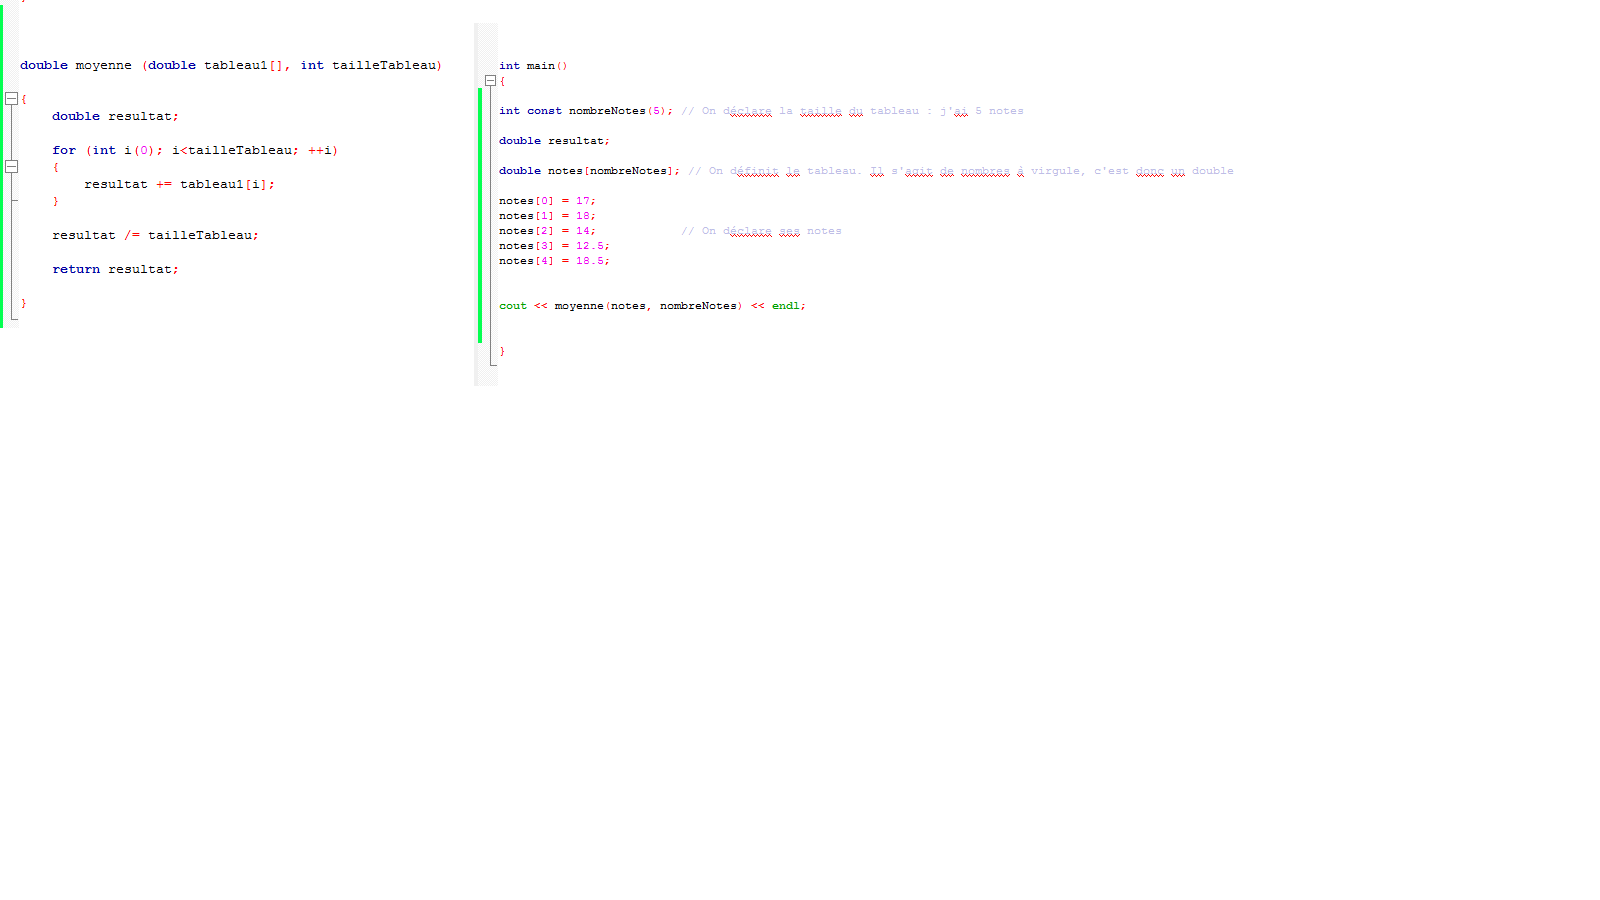 double moyenne (double tableau1[], int tailleTableau)
{
double resultat;
for (int i(0); i<tailleTableau; ++i)
{
resultat += tableau1[i];
}
resultat /= tailleTableau;
return resultat;
}
int main()
{
int const nombreNotes(5); // On déclare la taille du tableau : j'ai 5 notes
double resultat;
double notes[nombreNotes]; // On définit le tableau. Il s'agit de nombres à virgule, c'est donc un double
notes[0] = 17;
notes[1] = 18;
notes[2] = 14; // On déclare ses notes
notes[3] = 12.5;
notes[4] = 18.5;
cout << moyenne(notes, nombreNotes) << endl;
}